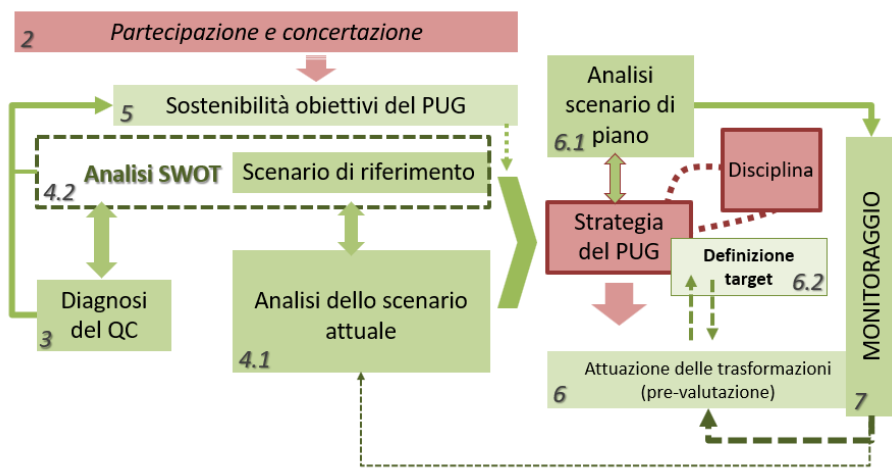 Partecipazione e concertazione
2
Sostenibilità obiettivi del PUG
5
Analisi SWOT
Scenario di riferimento
4.2
Diagnosi
del QC
3
Analisi dello scenario
attuale
4.1
Analisi
scenario di
piano
6.1
Disciplina
Strategia
del PUG
Definizione
target
6.2
Attuazione delle trasformazioni
(pre-valutazione)
6
MONITORAGGIO
7